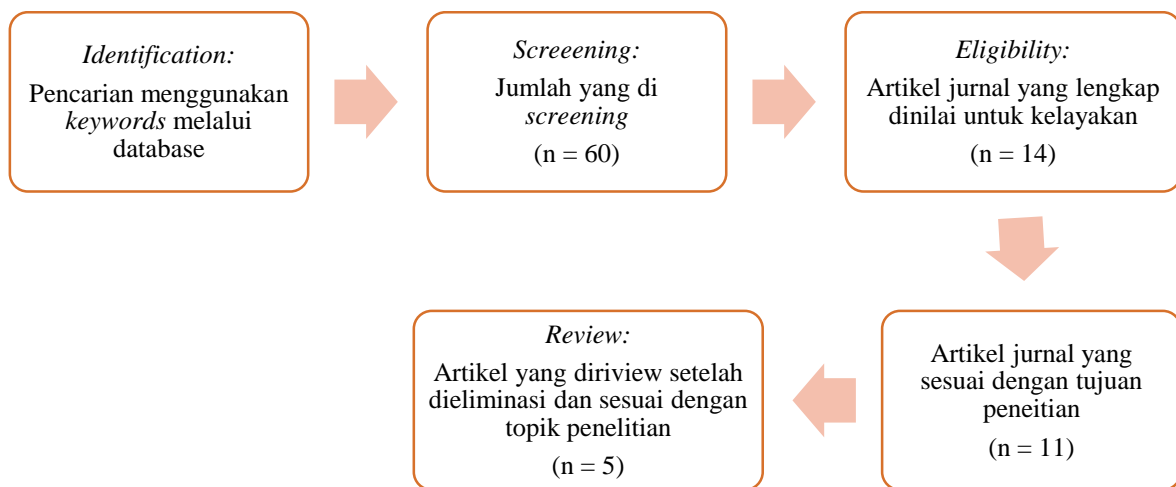 Identification:
Pencarian menggunakan
keywords melalui
database
Screeening:
Jumlah yang di
screening
(n = 60)
Eligibility:
Artikel jurnal yang lengkap
dinilai untuk kelayakan
(n = 14)
Artikel jurnal yang
sesuai dengan tujuan
peneitian
(n = 11)
Review:
Artikel yang diriview setelah
dieliminasi dan sesuai dengan
topik penelitian
(n = 5)